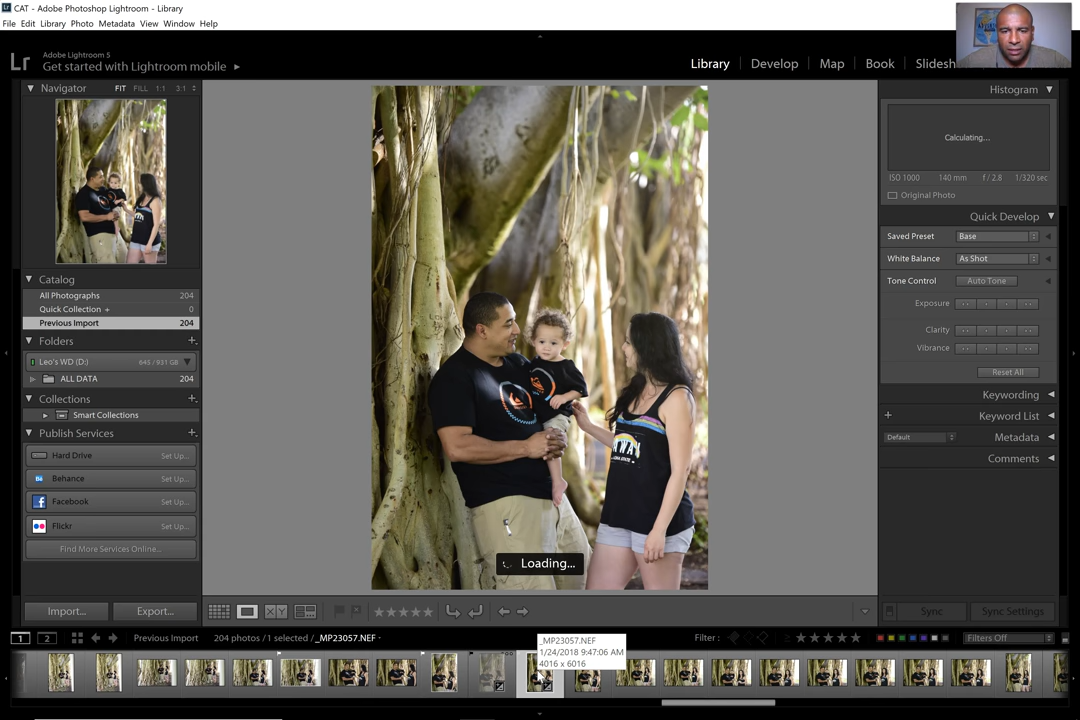 CAT - Adobe Photoshop Lightroom - Library
File Edit Library Photo Metadata View Window Help
Lr
Adobe Lightroom 5
Get started with Lightroom mobile
Library
Develop
Map
Book
Slidesh
Navigator
FIT FILL 1:1 3:1
Histogram
Calculating...
ISO 1000 140 mm f / 2.8 1/320 sec
Original Photo
Quick Develop
Saved Preset Base
White Balance As Shot
Tone Control Auto Tone
Exposure
Clarity
Vibrance
Reset All
Keywording
Keyword List
Default Metadata
Comments
Catalog
All Photographs 204
Quick Collection + 0
Previous Import 204
Folders
Leo's WD (D:) 645 / 931 GB
ALL DATA 204
Collections
Smart Collections
Publish Services
Hard Drive Set Up...
Bē Behance
Facebook Set Up...
Flickr Set Up...
Find More Services Online...
Loading...
Import... Export...
XY
Sync Sync Settings
1 2 Previous Import 204 photos / 1 selected / _MP23057.NEF
Filter : Filters Off
_MP23057.NEF
1/24/2018 9:47:06 AM
4016 x 6016